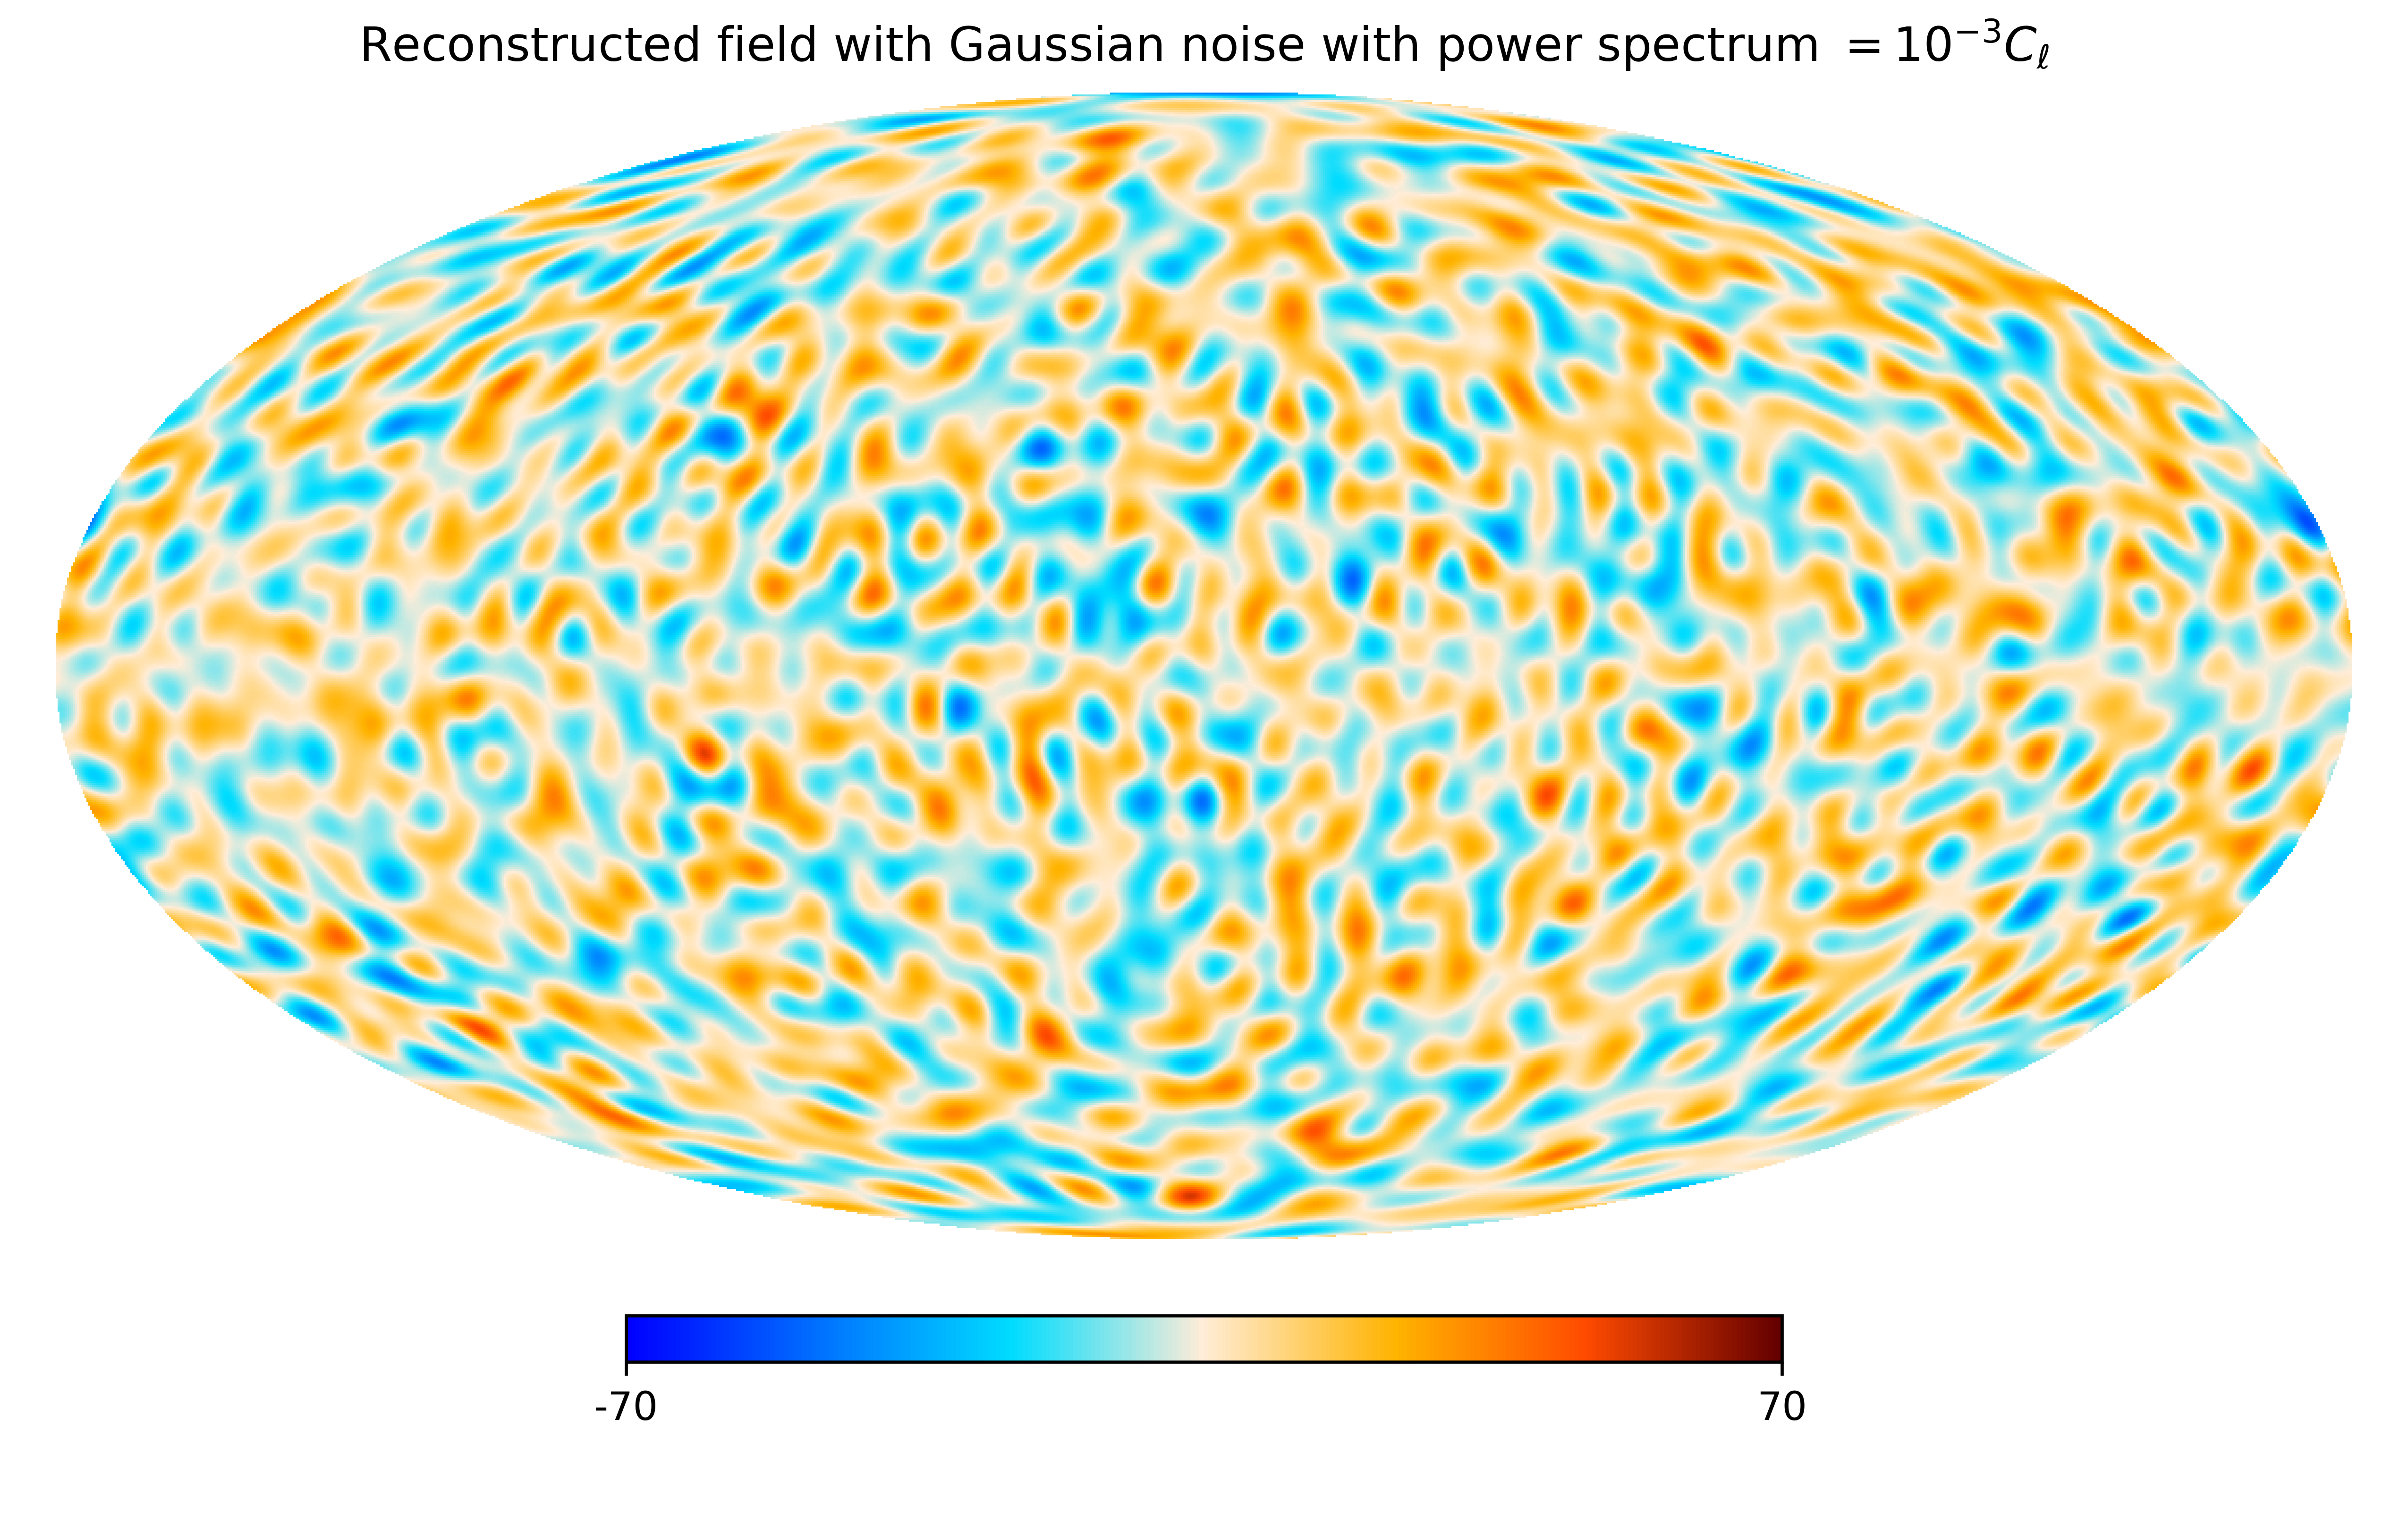 Reconstructed field with Gaussian noise with power spectrum $= 10^{-3}C_\ell$
-70 70